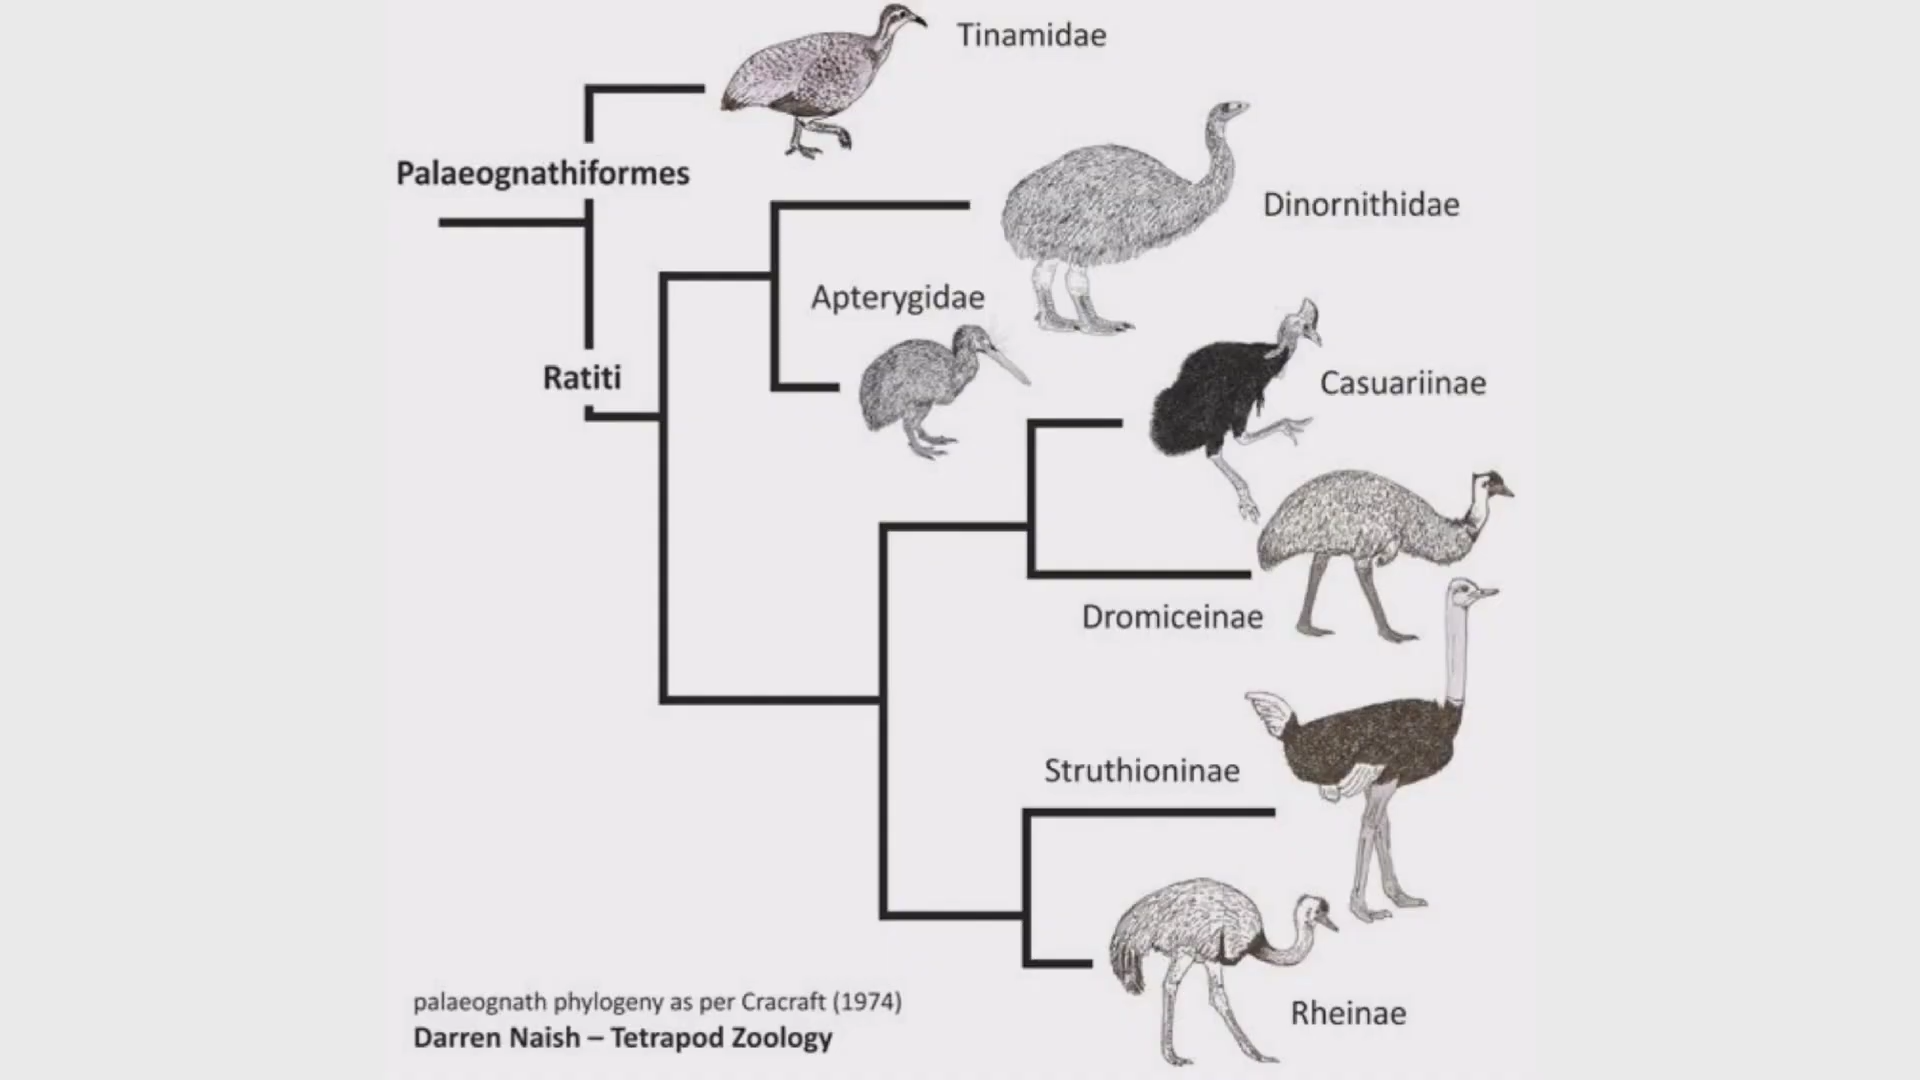 Tinamidae
Palaeognathiformes
Dinornithidae
Apterygidae
Ratiti
Casuariinae
Dromiceinae
Struthioninae
Rheinae
palaeognath phylogeny as per Cracraft (1974)
Darren Naish – Tetrapod Zoology